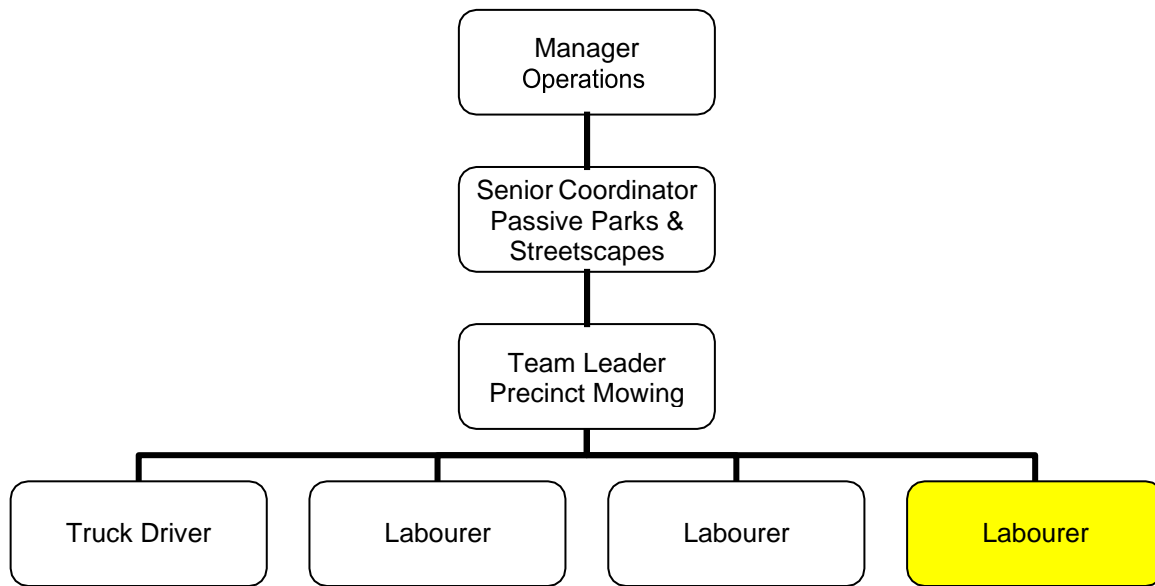 Manager
Operations
Senior Coordinator
Passive Parks &
Streetscapes
Team Leader
Precinct Mowing
Truck Driver
Labourer
Labourer
Labourer